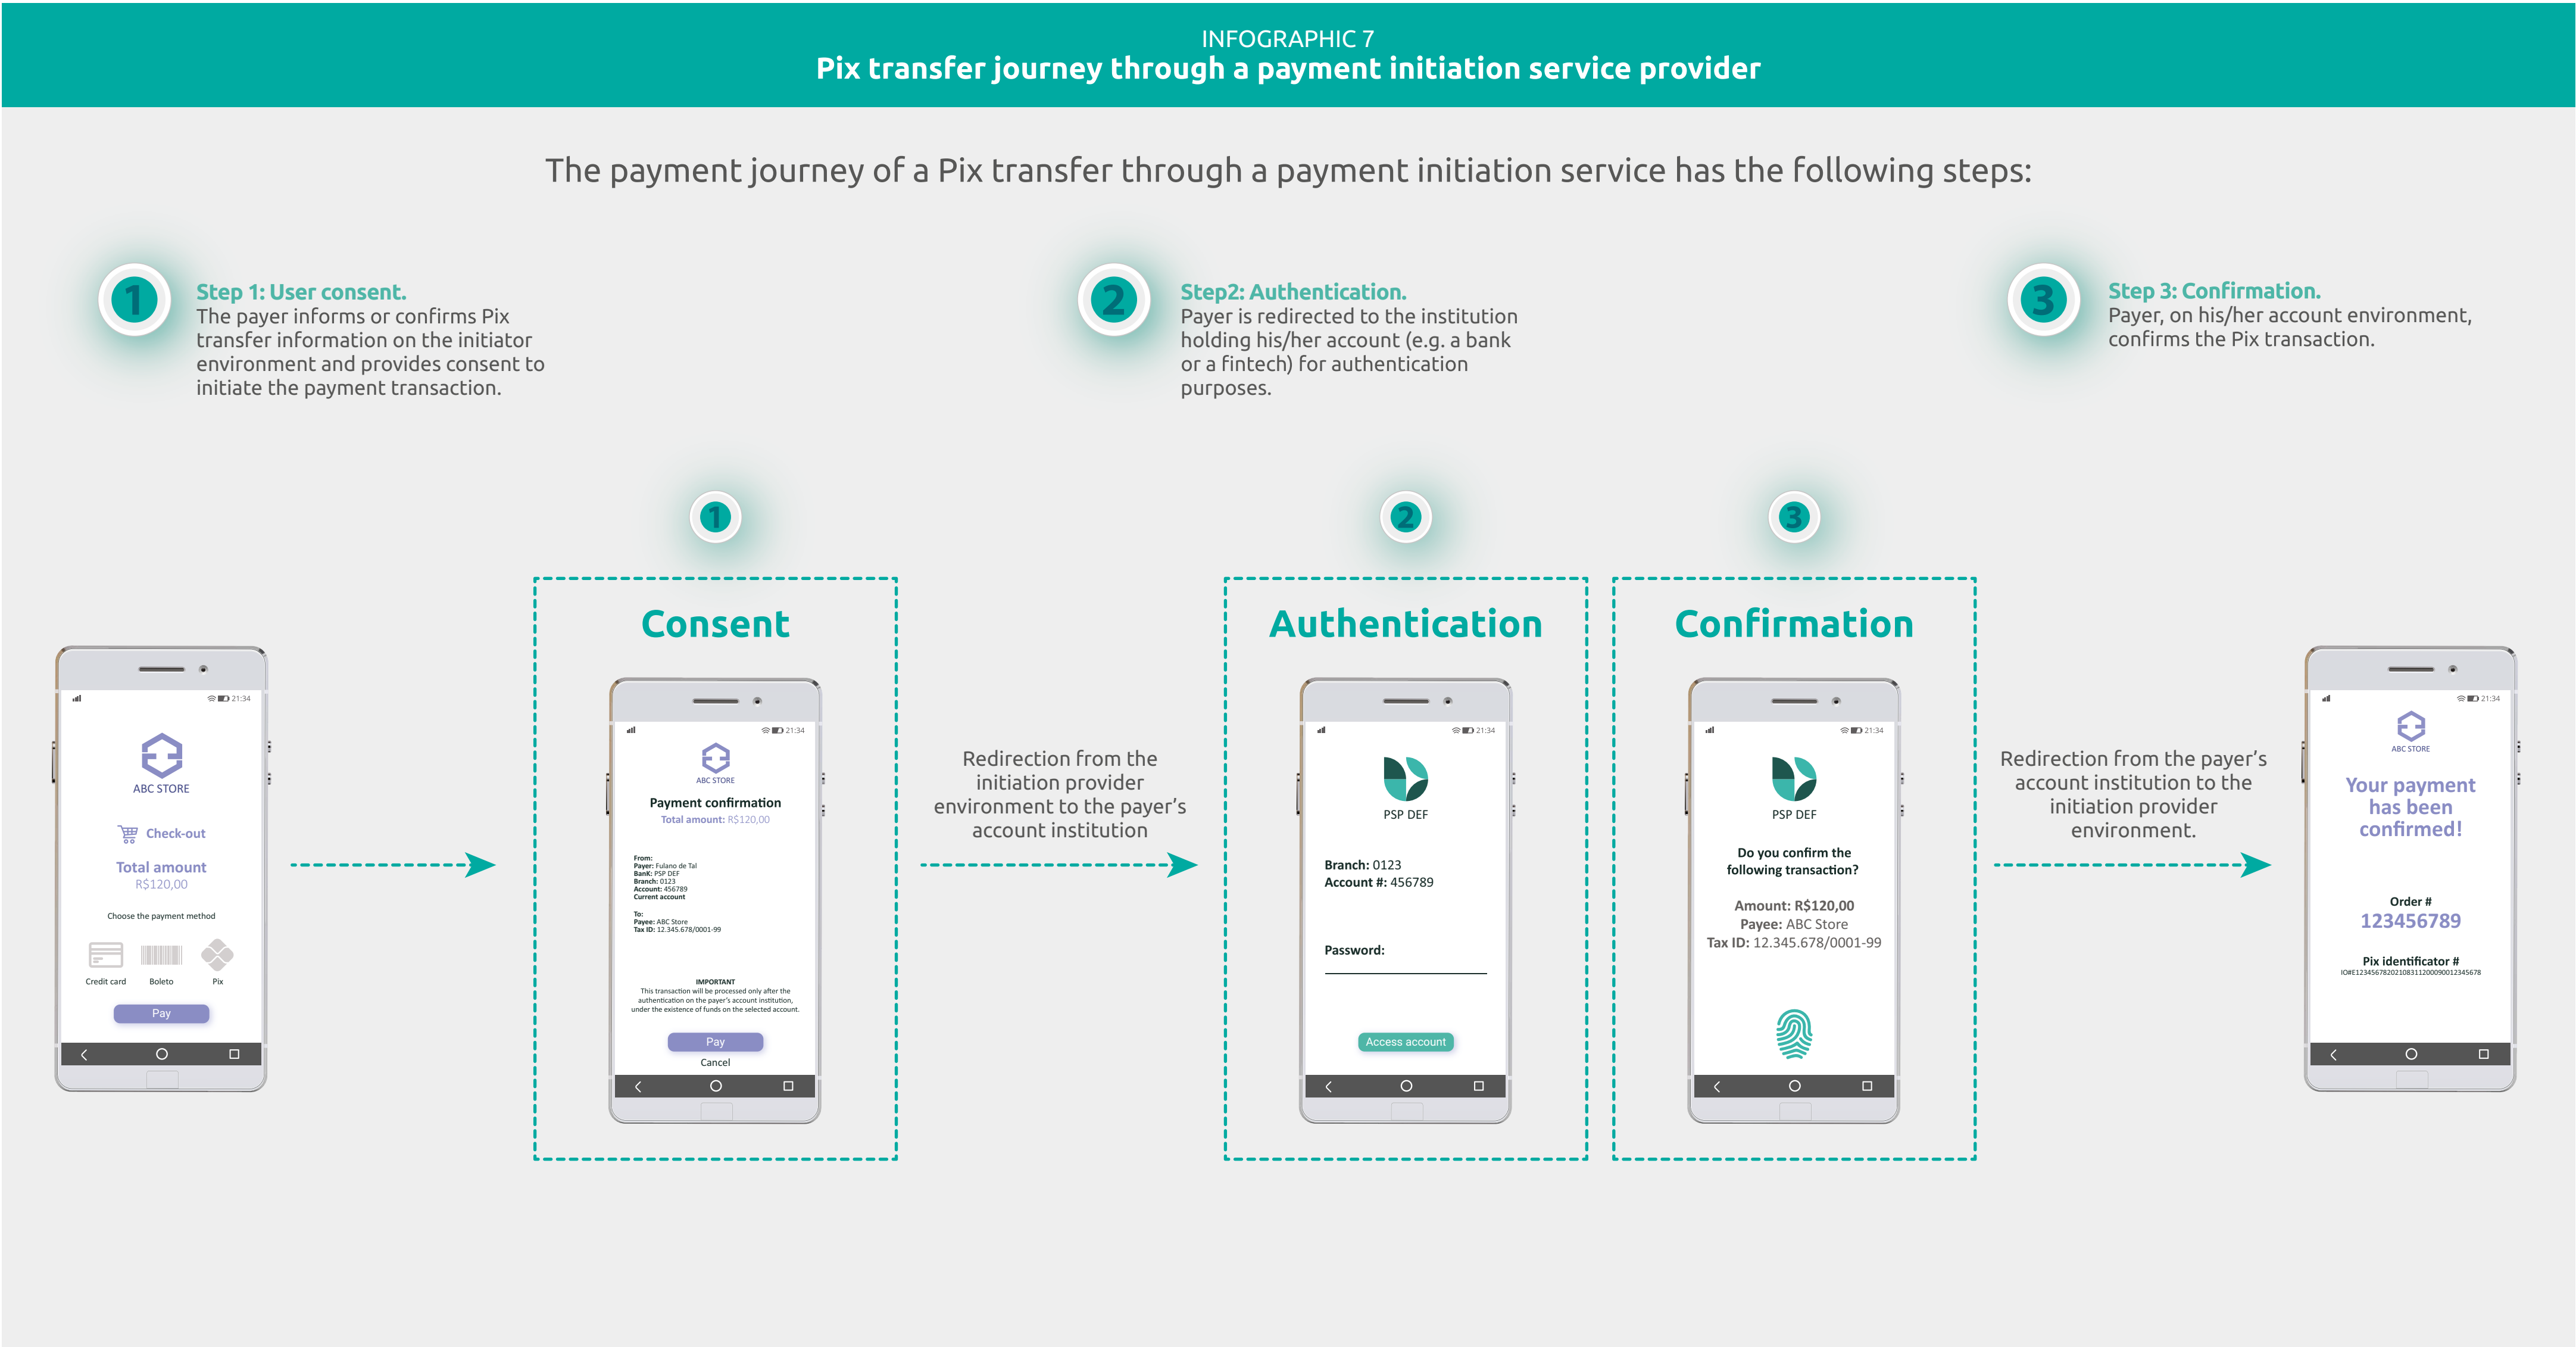 INFOGRAPHIC 7
Pix transfer journey through a payment initiation service provider
The payment journey of a Pix transfer through a payment initiation service has the following steps:
1
Step 1: User consent.
The payer informs or confirms Pix
transfer information on the initiator
environment and provides consent to
initiate the payment transaction.
2
Step2: Authentication.
Payer is redirected to the institution
holding his/her account (e.g. a bank
or a fintech) for authentication
purposes.
3
Step 3: Confirmation.
Payer, on his/her account environment,
confirms the Pix transaction.
21:34
ABC STORE
Check-out
Total amount
R$120,00
Choose the payment method
Credit card
Boleto
Pix
Pay
1
Consent
21:34
ABC STORE
Payment confirmation
Total amount: R$120,00
From:
Payer: Fulano de Tal
BanK: PSP DEF
Branch: 0123
Account: 456789
Current account
To:
Payee: ABC Store
Tax ID: 12.345.678/0001-99
IMPORTANT
This transaction will be processed only after the
authentication on the payer's account institution,
under the existence of funds on the selected account.
Pay
Cancel
Redirection from the
initiation provider
environment to the payer's
account institution
2
Authentication
21:34
PSP DEF
Branch: 0123
Account #: 456789
Password:
Access account
3
Confirmation
21:34
PSP DEF
Do you confirm the
following transaction?
Amount: R$120,00
Payee: ABC Store
Tax ID: 12.345.678/0001-99
Redirection from the payer's
account institution to the
initiation provider
environment.
21:34
ABC STORE
Your payment
has been
confirmed!
Order #
123456789
Pix identificator #